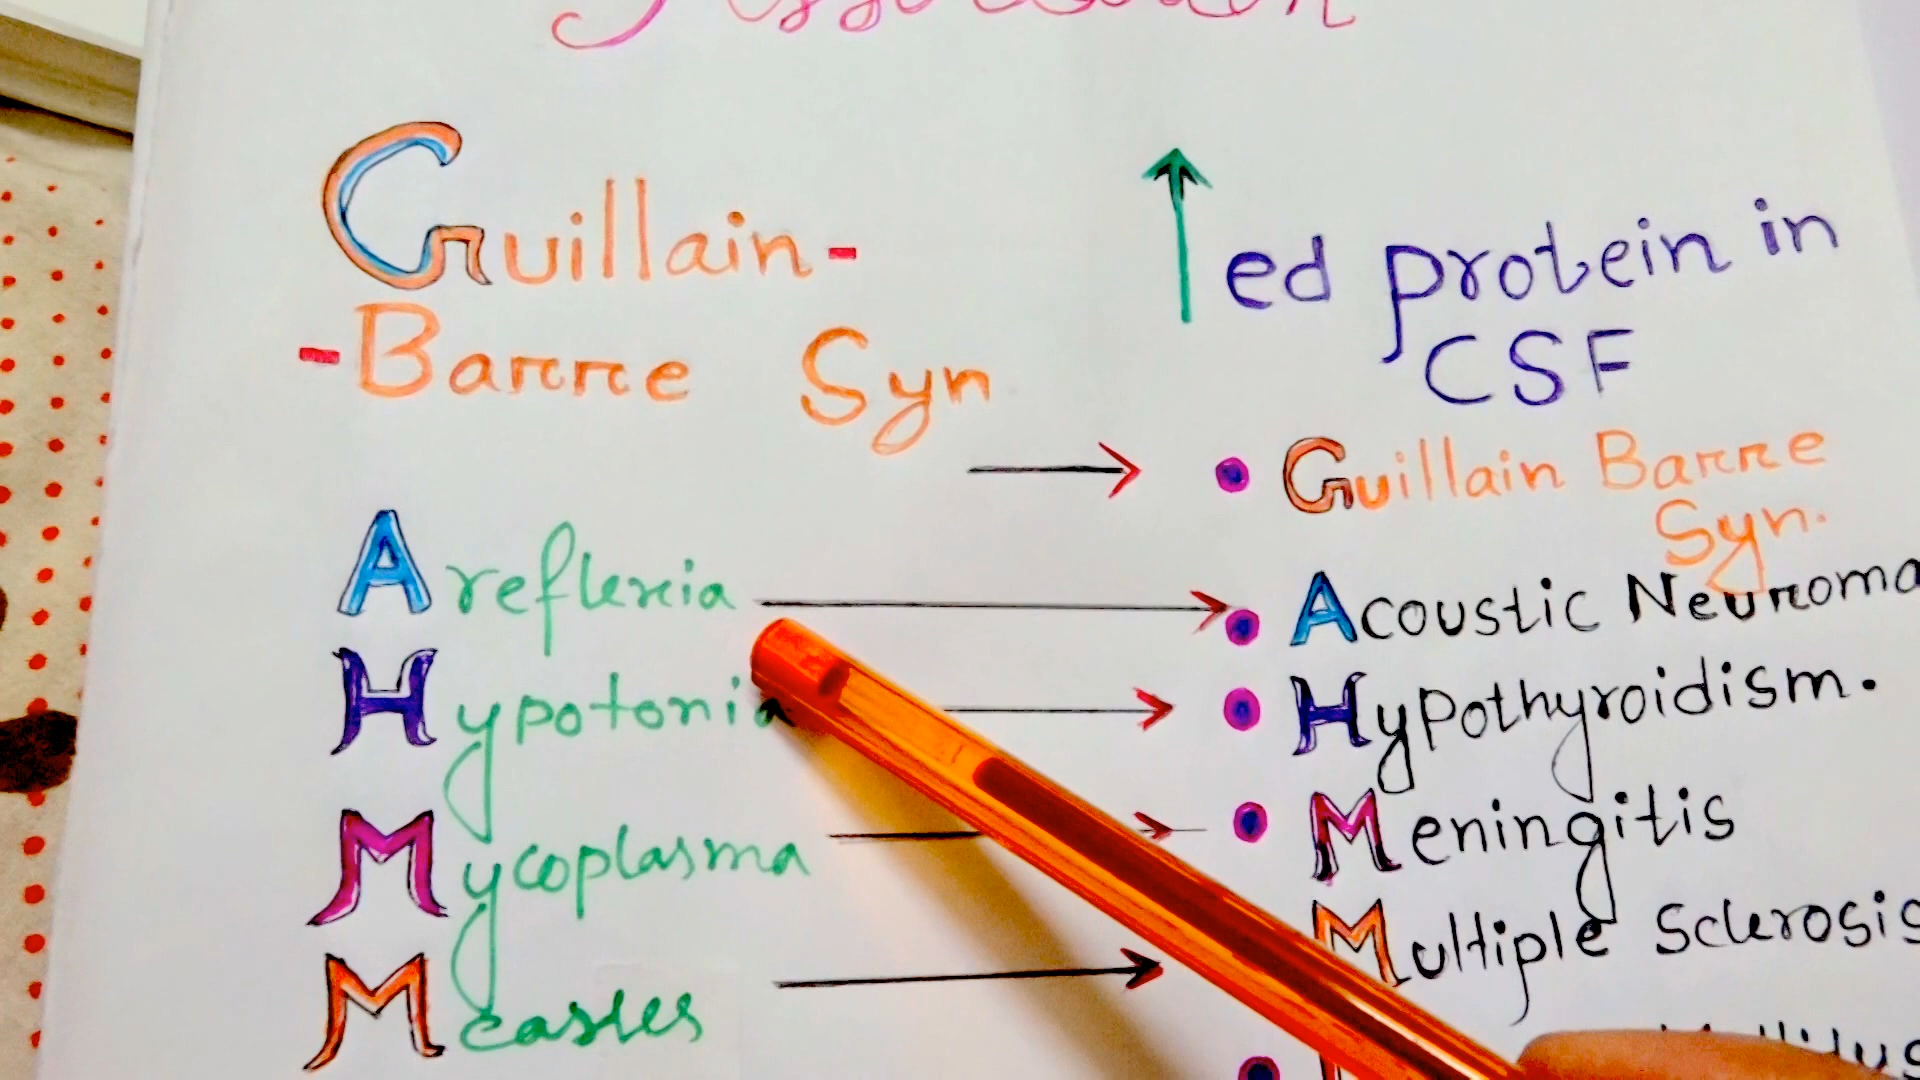 Association
Guillain-
-Barre Syn
↑ed protein in
CSF
→ • Guillain Barre
Syn.
Areflexia → • Acoustic Neuroma
Hypotonia → • Hypothyroidism.
Mycoplasma → • Meningitis
Measles → Multiple Sclerosis